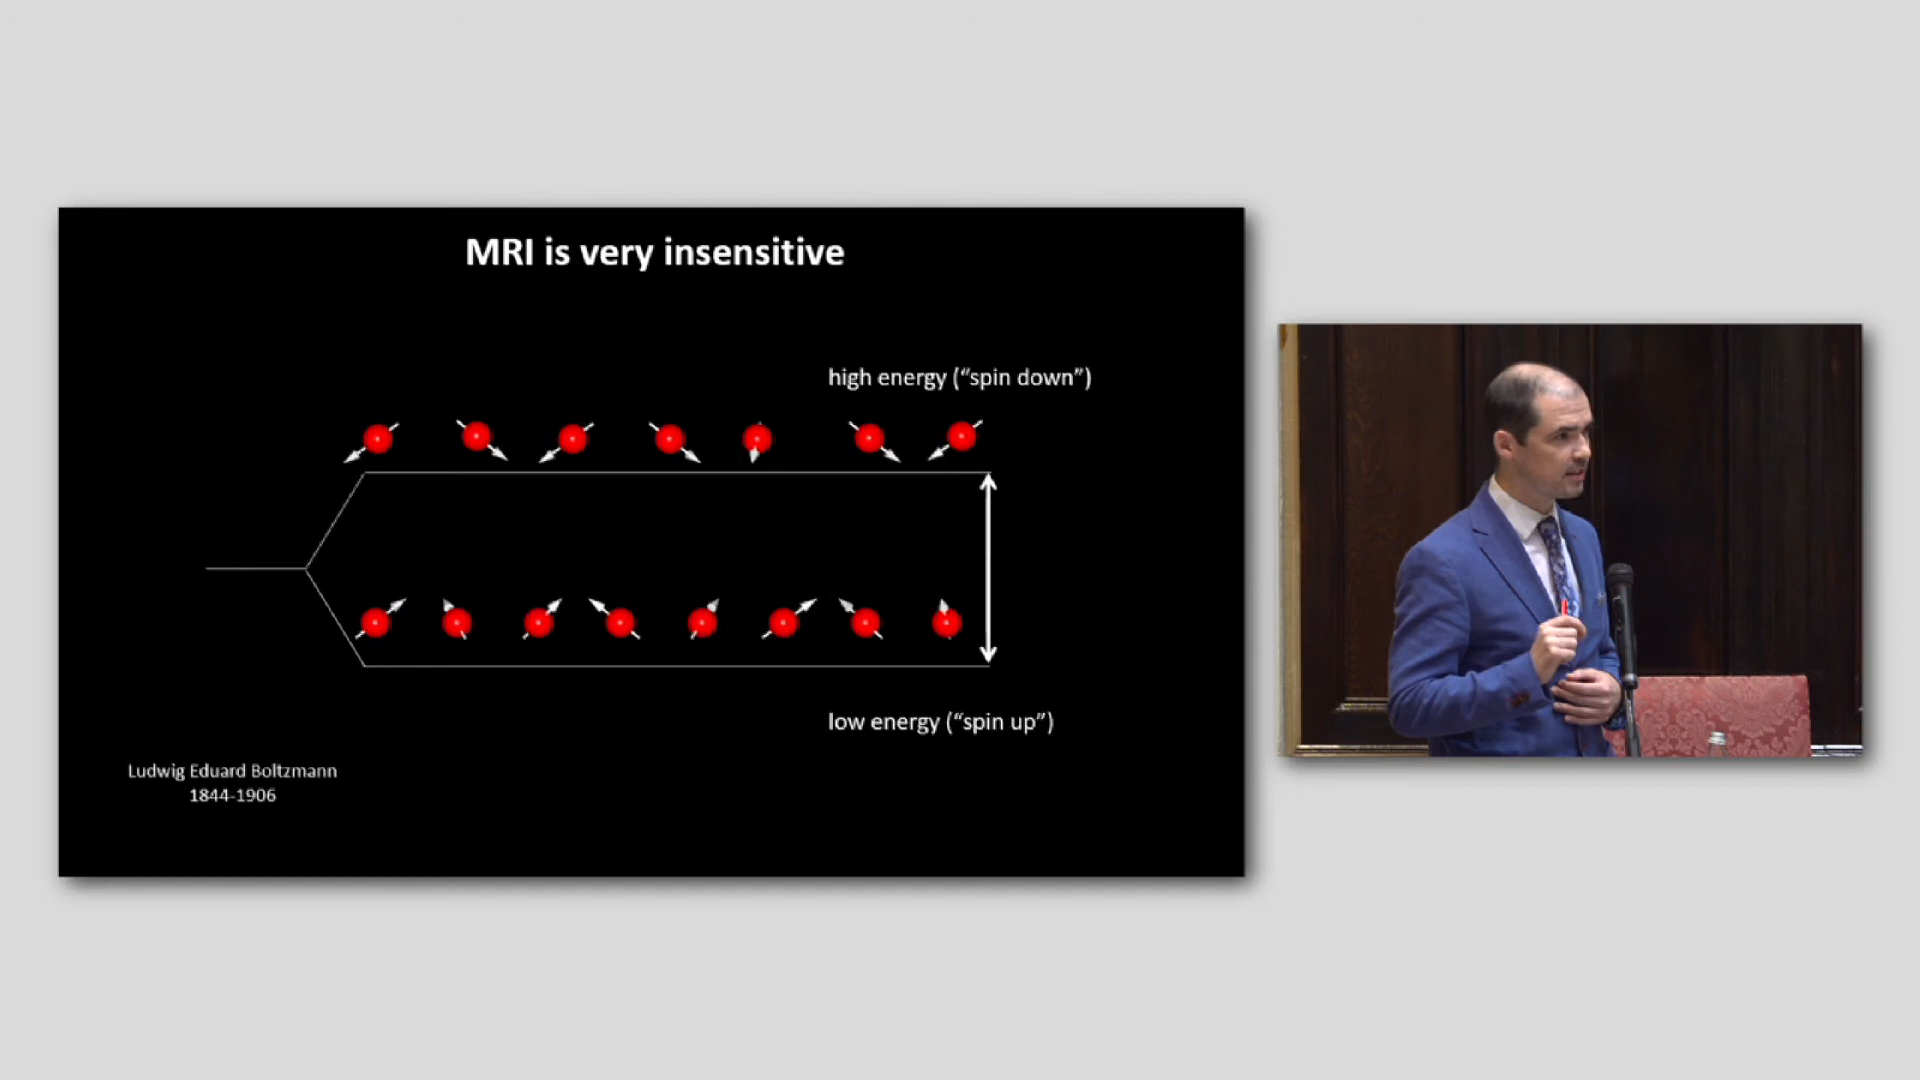 MRI is very insensitive
high energy (“spin down”)
low energy (“spin up”)
Ludwig Eduard Boltzmann
1844-1906